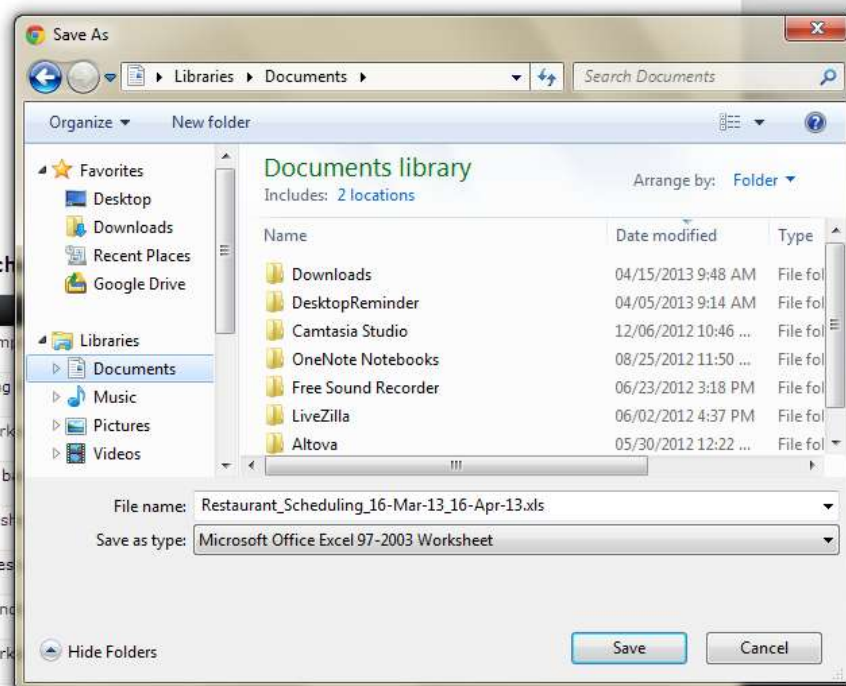 Save As
Libraries Documents
Search Documents
Organize New folder
Favorites
Desktop
Downloads
Recent Places
Google Drive
Libraries
Documents
Music
Pictures
Videos
Documents library
Includes: 2 locations
Arrange by: Folder
Name Date modified Type
Downloads 04/15/2013 9:48 AM File fol
DesktopReminder 04/05/2013 9:14 AM File fol
Camtasia Studio 12/06/2012 10:46 ... File fol
OneNote Notebooks 08/25/2012 11:50 ... File fol
Free Sound Recorder 06/23/2012 3:18 PM File fol
LiveZilla 06/02/2012 4:37 PM File fol
Altova 05/30/2012 12:22 ... File fol
File name: Restaurant_Scheduling_16-Mar-13_16-Apr-13.xls
Save as type: Microsoft Office Excel 97-2003 Worksheet
Hide Folders
Save Cancel